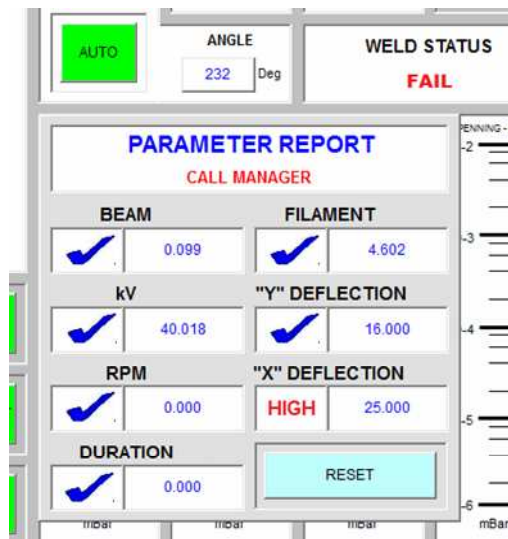 AUTO
ANGLE
232 Deg
WELD STATUS
FAIL
PARAMETER REPORT
CALL MANAGER
BEAM
0.099
FILAMENT
4.602
kV
40.018
"Y" DEFLECTION
16.000
RPM
0.000
"X" DEFLECTION
HIGH 25.000
DURATION
0.000
RESET
PENNING -
-2
-3
-4
-5
-6
mBar
mBar
mBar
mBar